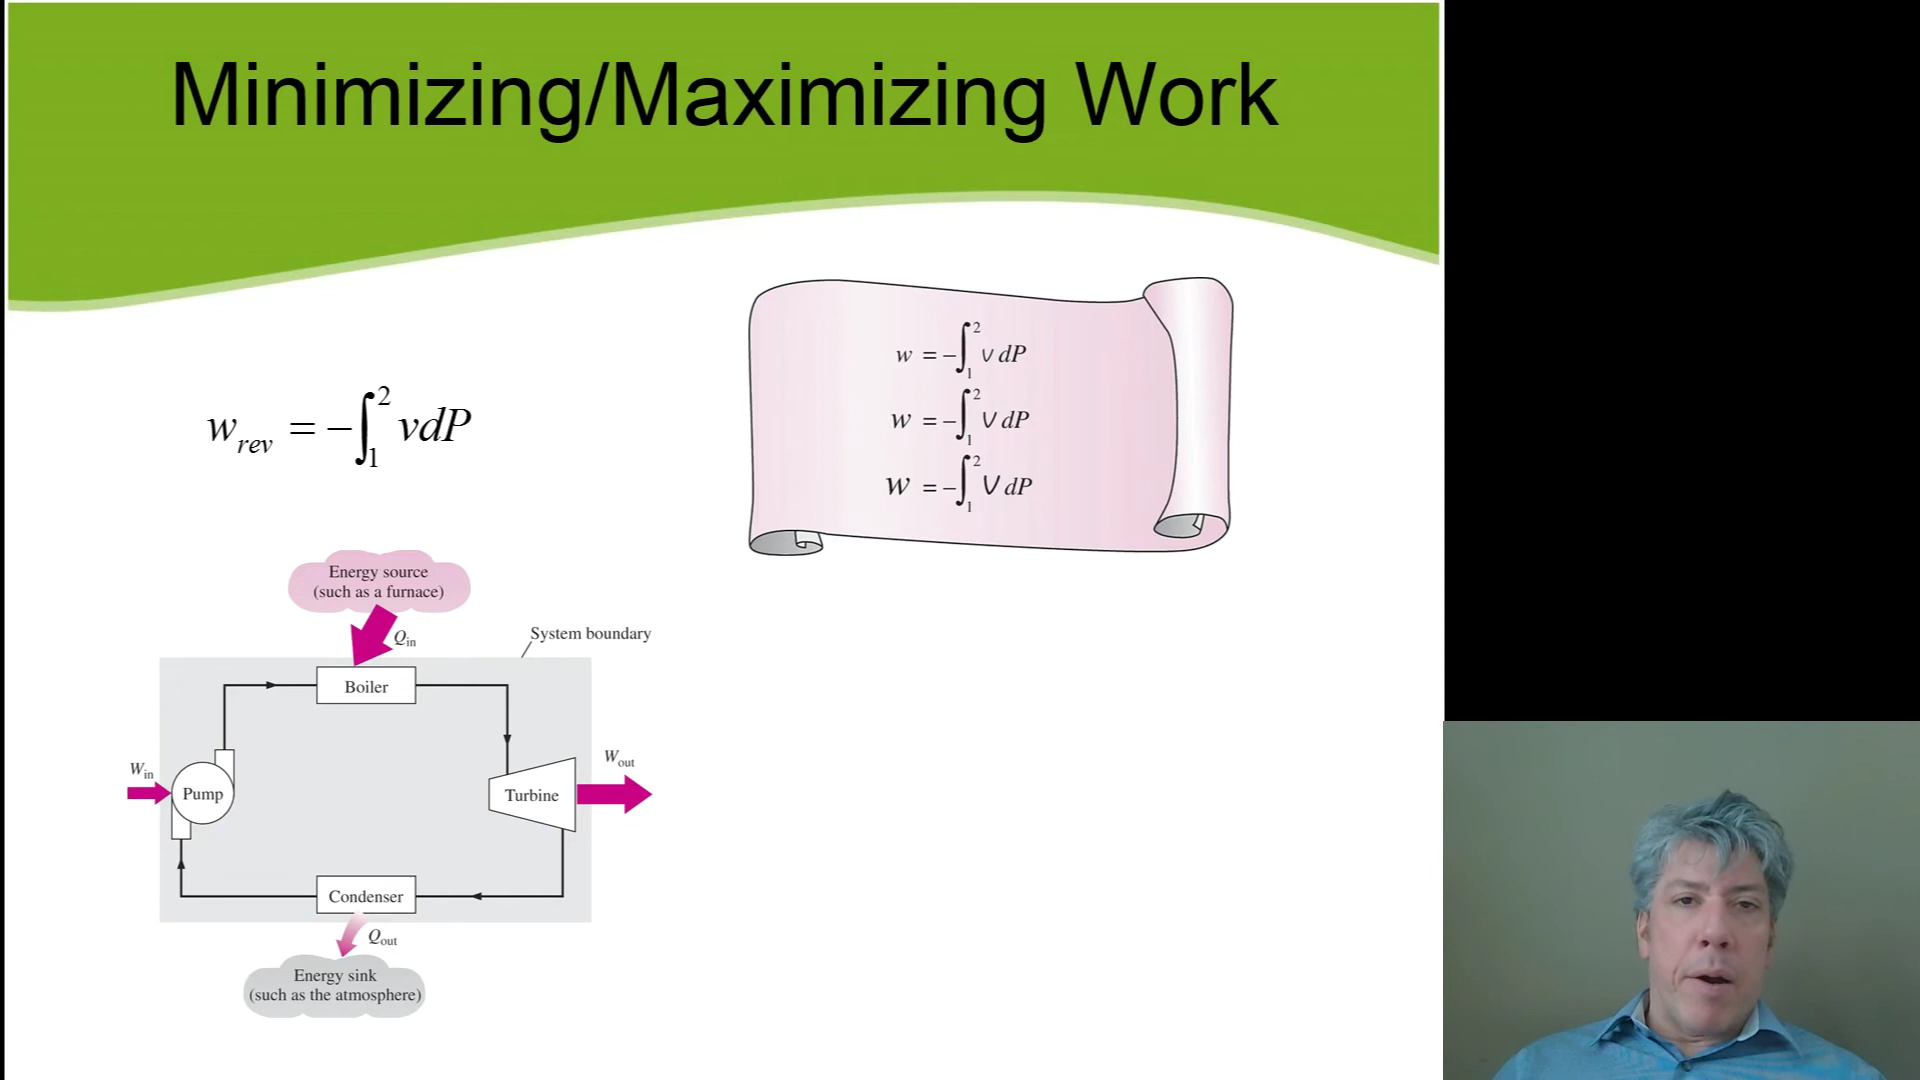 Minimizing/Maximizing Work
w_rev = −∫₁² vdP
w = −∫₁² v dP
w = −∫₁² v dP
W = −∫₁² V dP
Energy source
(such as a furnace)
Q_in
System boundary
Boiler
W_in
Pump
Turbine
W_out
Condenser
Q_out
Energy sink
(such as the atmosphere)